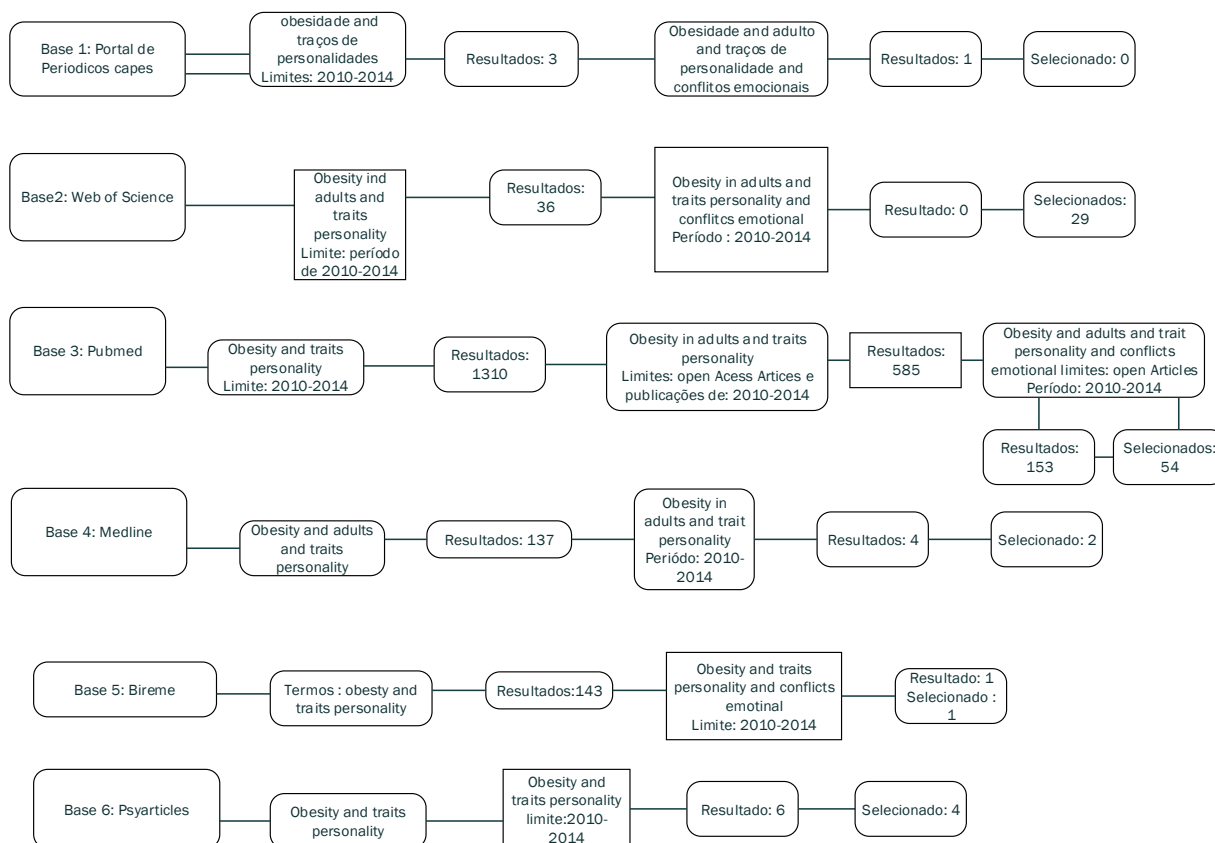 Base 1: Portal de
Periodicos capes
obesidade and
traços de
personalidades
Limites: 2010-2014
Resultados: 3
Obesidade and adulto
and traços de
personalidade and
conflitos emocionais
Resultados: 1
Selecionado: 0
Base2: Web of Science
Obesity ind
adults and
traits
personality
Limite: período
de 2010-2014
Resultados:
36
Obesity in adults and
traits personality and
conflitcs emotional
Período : 2010-2014
Resultado: 0
Selecionados:
29
Base 3: Pubmed
Obesity and traits
personality
Limite: 2010-2014
Resultados:
1310
Obesity in adults and traits
personality
Limites: open Acess Artices e
publicações de: 2010-2014
Resultados:
585
Obesity and adults and trait
personality and conflicts
emotional limites: open Articles
Período: 2010-2014
Resultados:
153
Selecionados:
54
Base 4: Medline
Obesity and adults
and traits
personality
Resultados: 137
Obesity in
adults and trait
personality
Periódo: 2010-
2014
Resultados: 4
Selecionado: 2
Base 5: Bireme
Termos : obesty and
traits personality
Resultados:143
Obesity and traits
personality and conflicts
emotinal
Limite: 2010-2014
Resultado: 1
Selecionado :
1
Base 6: Psyarticles
Obesity and traits
personality
Obesity and
traits personality
limite:2010-
2014
Resultado: 6
Selecionado: 4